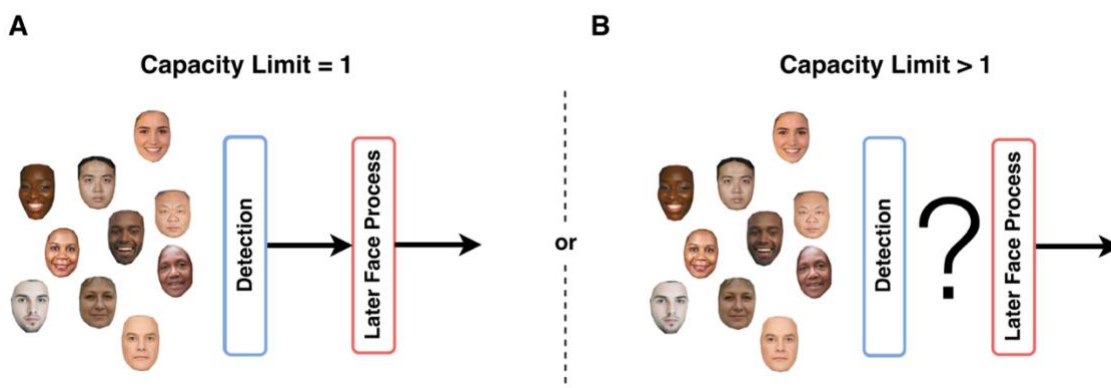 A
Capacity Limit = 1
Detection
Later Face Process
or
B
Capacity Limit > 1
Detection
?
Later Face Process